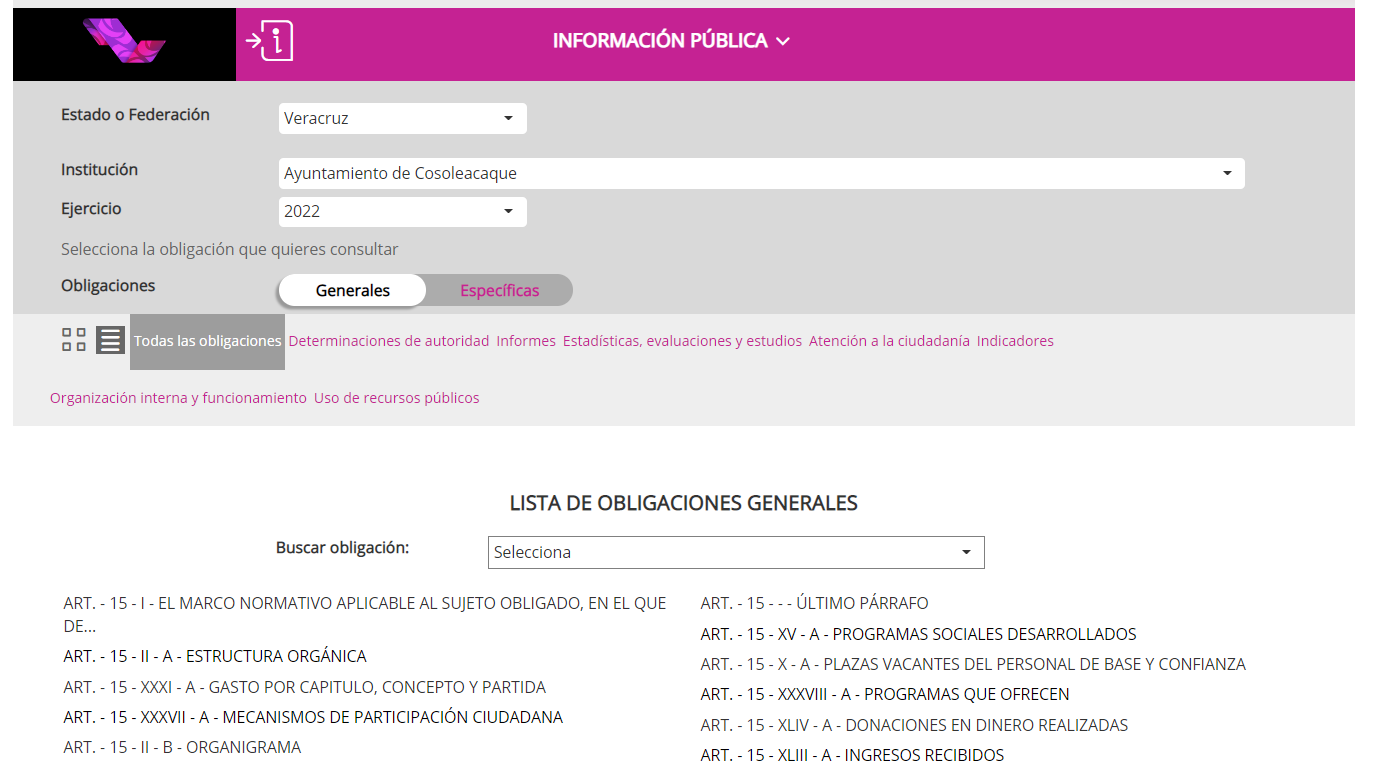 INFORMACIÓN PÚBLICA
Estado o Federación
Veracruz
Institución
Ayuntamiento de Cosoleacaque
Ejercicio
2022
Selecciona la obligación que quieres consultar
Obligaciones
Generales
Específicas
Todas las obligaciones Determinaciones de autoridad Informes Estadísticas, evaluaciones y estudios Atención a la ciudadanía Indicadores
Organización interna y funcionamiento Uso de recursos públicos
LISTA DE OBLIGACIONES GENERALES
Buscar obligación:
Selecciona
ART. - 15 - I - EL MARCO NORMATIVO APLICABLE AL SUJETO OBLIGADO, EN EL QUE
DE...
ART. - 15 - II - A - ESTRUCTURA ORGÁNICA
ART. - 15 - XXXI - A - GASTO POR CAPITULO, CONCEPTO Y PARTIDA
ART. - 15 - XXXVII - A - MECANISMOS DE PARTICIPACIÓN CIUDADANA
ART. - 15 - II - B - ORGANIGRAMA
ART. - 15 - - - ÚLTIMO PÁRRAFO
ART. - 15 - XV - A - PROGRAMAS SOCIALES DESARROLLADOS
ART. - 15 - X - A - PLAZAS VACANTES DEL PERSONAL DE BASE Y CONFIANZA
ART. - 15 - XXXVIII - A - PROGRAMAS QUE OFRECEN
ART. - 15 - XLIV - A - DONACIONES EN DINERO REALIZADAS
ART. - 15 - XLIII - A - INGRESOS RECIBIDOS